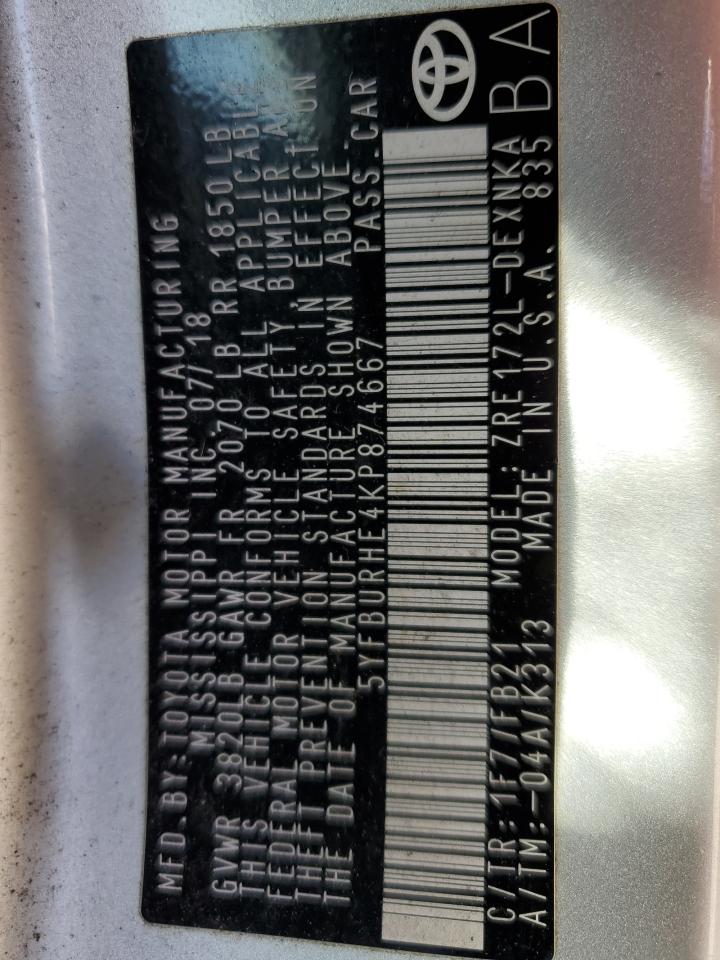 MFD.BY:TOYOTA MOTOR MANUFACTURING
MISSISSIPPI INC. 07/ 18
GVWR 3820LB GAWR FR 2070 LB RR 1850 LB
THIS VEHICLE CONFORMS TO ALL APPLICABLE
FEDERAL MOTOR VEHICLE SAFETY, BUMPER AND
THEFT PREVENTION STANDARDS IN EFFECT ON
THE DATE OF MANUFACTURE SHOWN ABOVE.
5YFBURHE4KP874667 PASS.CAR
C/TR:1F7/FB21 MODEL:ZRE172L-DEXNKA
A/TM:-04A/K313 MADE IN U.S.A. 835
BA